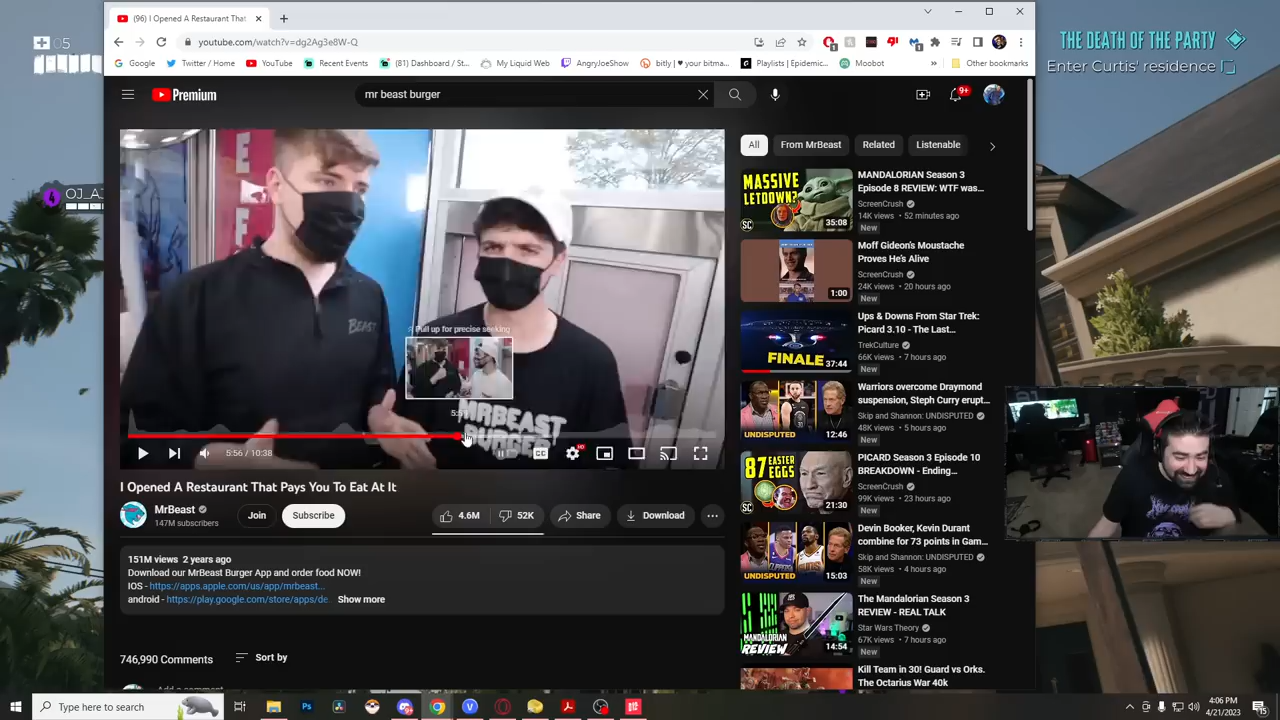 (96) I Opened A Restaurant That
youtube.com/watch?v=dg2Ag3e8W-Q
Google
Twitter / Home
YouTube
Recent Events
(81) Dashboard / St...
My Liquid Web
AngryJoeShow
bitly | your bitma...
Playlists | Epidemic...
Moobot
»
Other bookmarks
05
THE DEATH OF THE PARTY
Enter Curtis' residence
OJ_A
Premium
mr beast burger
9+
All
From MrBeast
Related
Listenable
BEAST
MRBEAST
Pull up for precise seeking
5:56 / 10:38
CC
HD
I Opened A Restaurant That Pays You To Eat At It
MrBeast
147M subscribers
Join
Subscribe
4.6M
52K
Share
Download
151M views 2 years ago
Download our MrBeast Burger App and order food NOW!
IOS - https://apps.apple.com/us/app/mrbeast...
android - https://play.google.com/store/apps/de...
Show more
746,990 Comments
Sort by
Add a comment
MASSIVE
LETDOWN?
SC
35:08
MANDALORIAN Season 3
Episode 8 REVIEW: WTF was...
ScreenCrush
14K views • 52 minutes ago
New
1:00
Moff Gideon's Moustache
Proves He's Alive
ScreenCrush
24K views • 20 hours ago
New
FINALE
37:44
Ups & Downs From Star Trek:
Picard 3.10 - The Last...
TrekCulture
66K views • 7 hours ago
New
UNDISPUTED
12:46
Warriors overcome Draymond
suspension, Steph Curry erupt...
Skip and Shannon: UNDISPUTED
48K views • 5 hours ago
New
87 EASTER
EGGS
SC
21:30
PICARD Season 3 Episode 10
BREAKDOWN - Ending...
ScreenCrush
99K views • 23 hours ago
New
UNDISPUTED
15:03
Devin Booker, Kevin Durant
combine for 73 points in Gam...
Skip and Shannon: UNDISPUTED
58K views • 4 hours ago
New
MANDALORIAN
REVIEW
14:54
The Mandalorian Season 3
REVIEW - REAL TALK
Star Wars Theory
67K views • 7 hours ago
New
Kill Team in 30! Guard vs Orks.
The Octarius War 40k
Type here to search
Ps
4:06 PM
4/21/2023
15